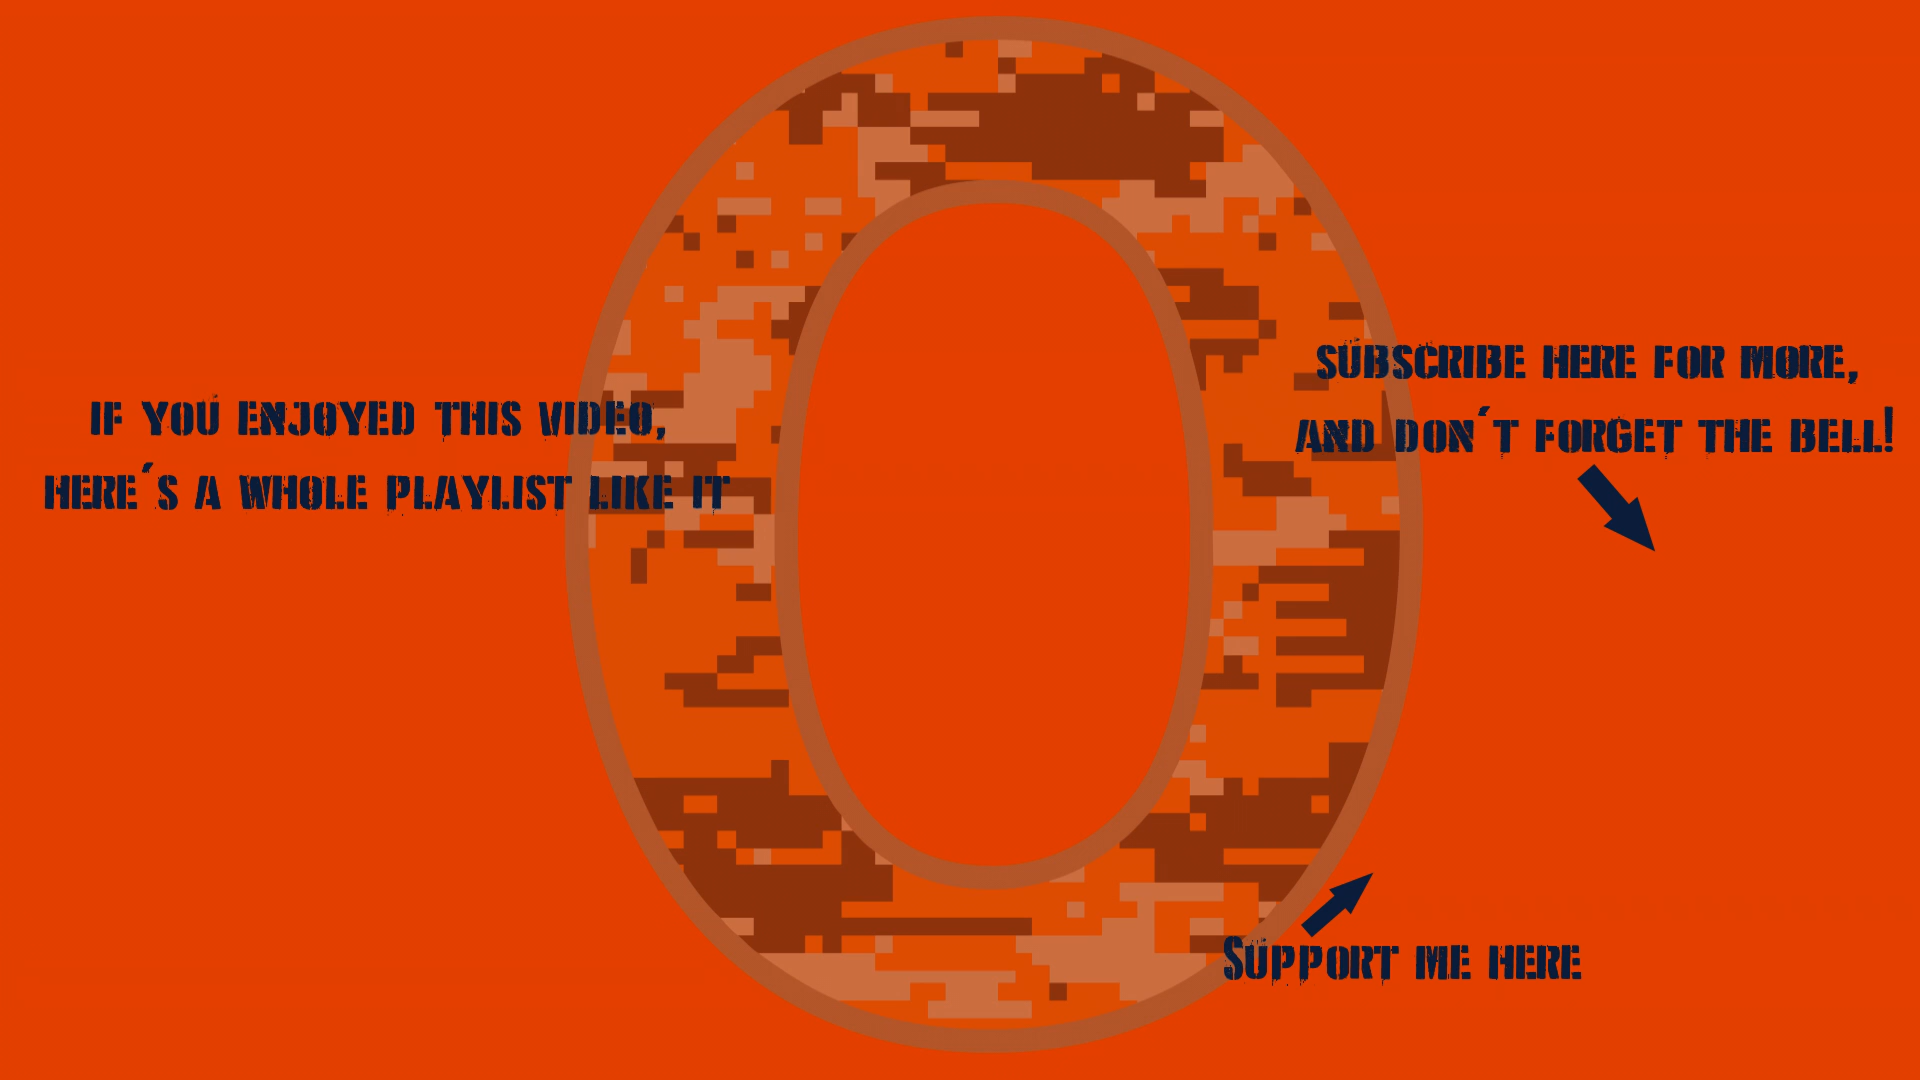 IF YOU ENJOYED THIS VIDEO,
HERE´S A WHOLE PLAYLIST LIKE IT
SUBSCRIBE HERE FOR MORE,
AND DON´T FORGET THE BELL!
SUPPORT ME HERE
O